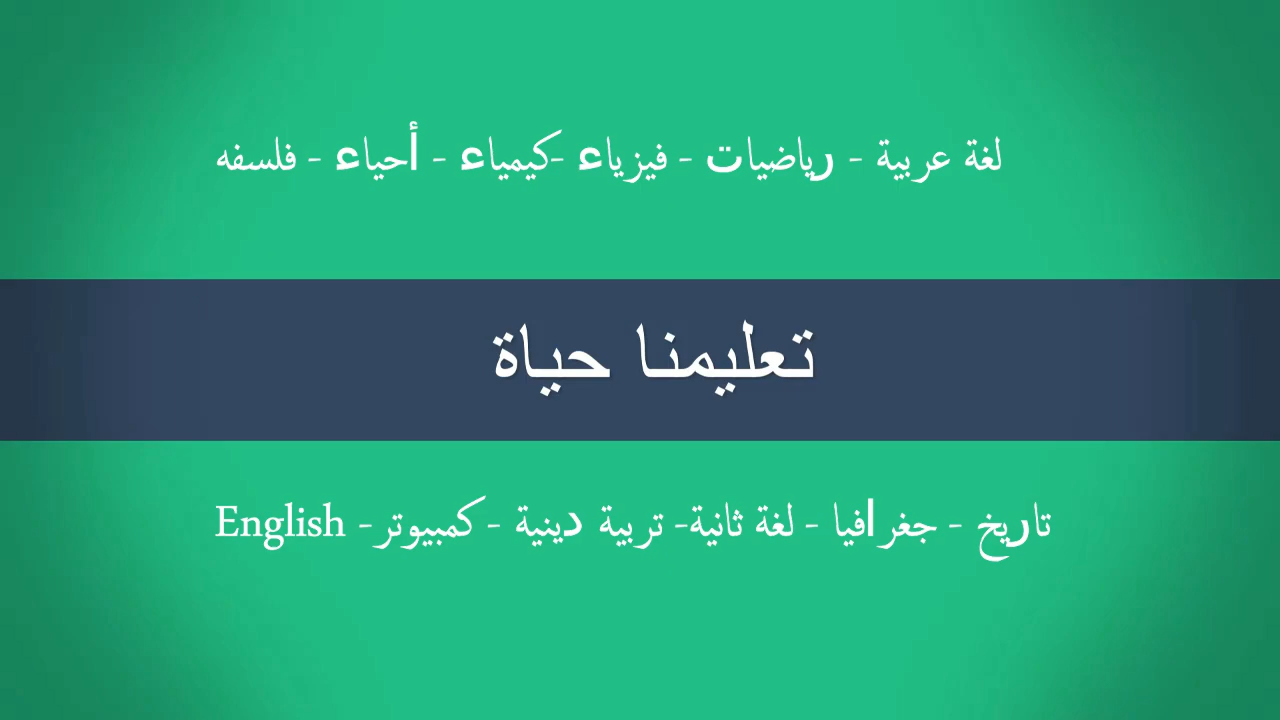 لغة عربية - رياضيات - فيزياء -كيمياء - أحياء - فلسفه
تعليمنا حياة
تاريخ - جغرافيا - لغة ثانية- تربية دينية -كمبيوتر- English